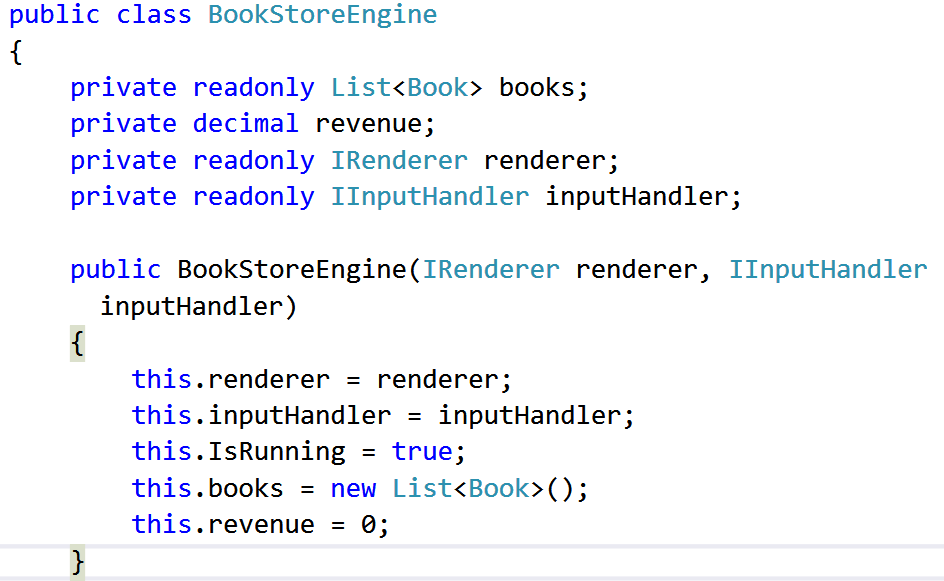 public class BookStoreEngine
{
    private readonly List<Book> books;
    private decimal revenue;
    private readonly IRenderer renderer;
    private readonly IInputHandler inputHandler;

    public BookStoreEngine(IRenderer renderer, IInputHandler
      inputHandler)
    {
        this.renderer = renderer;
        this.inputHandler = inputHandler;
        this.IsRunning = true;
        this.books = new List<Book>();
        this.revenue = 0;
    }